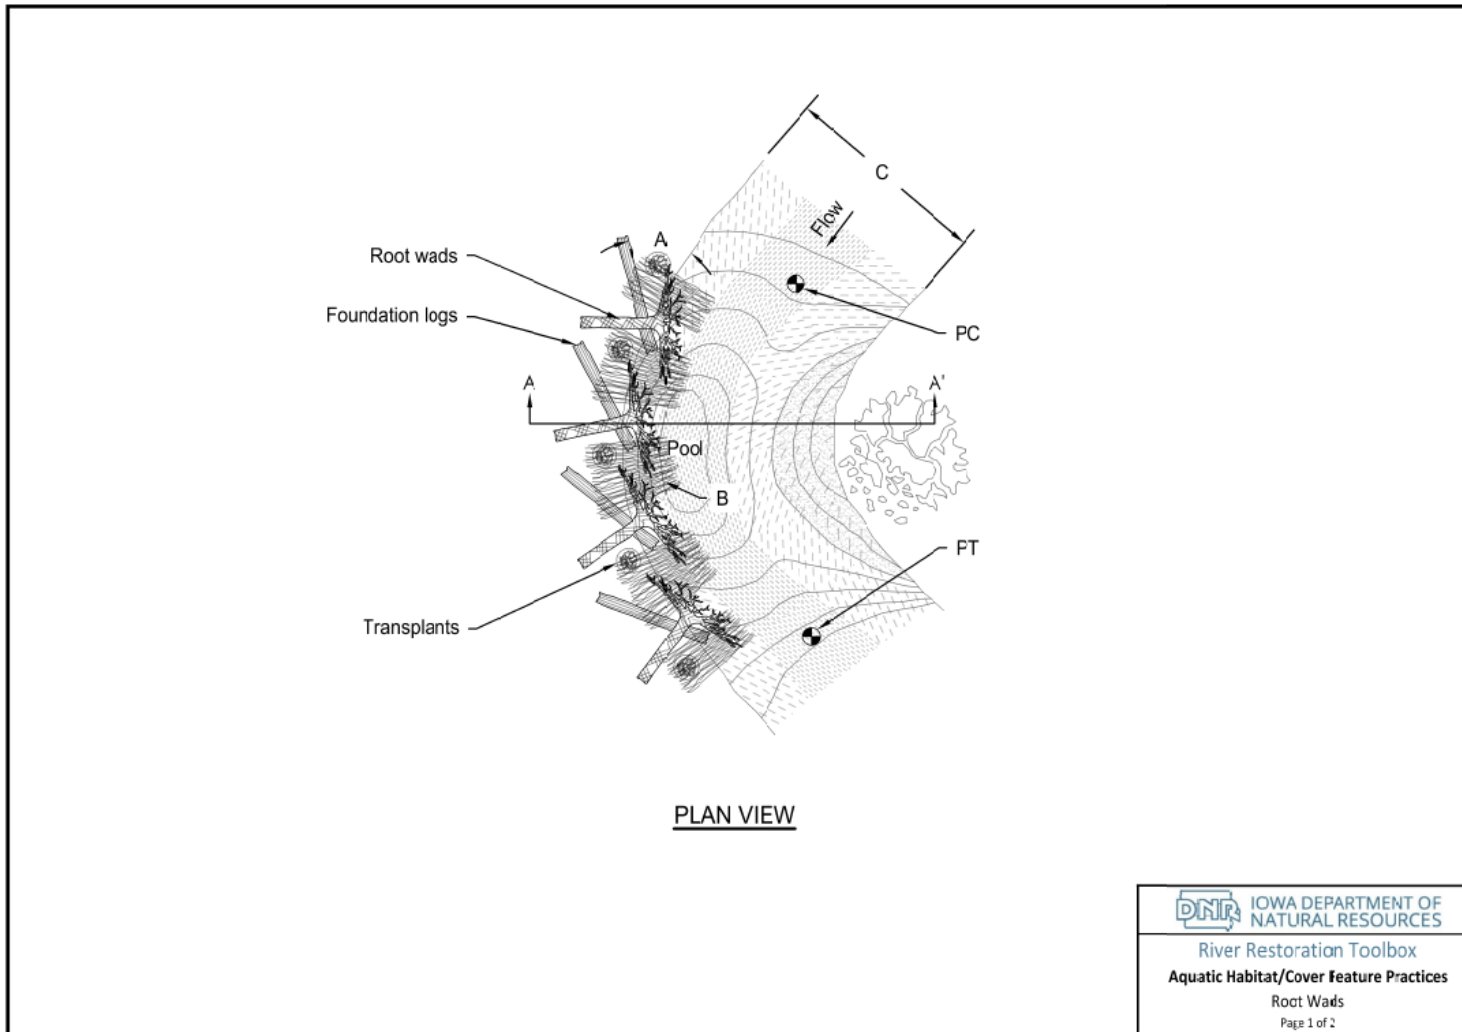 C
Flow
A
Root wads
Foundation logs
PC
A
A'
Pool
B
PT
Transplants
PLAN VIEW
DNR
IOWA DEPARTMENT OF
NATURAL RESOURCES
River Restoration Toolbox
Aquatic Habitat/Cover Feature Practices
Root Wads
Page 1 of 2